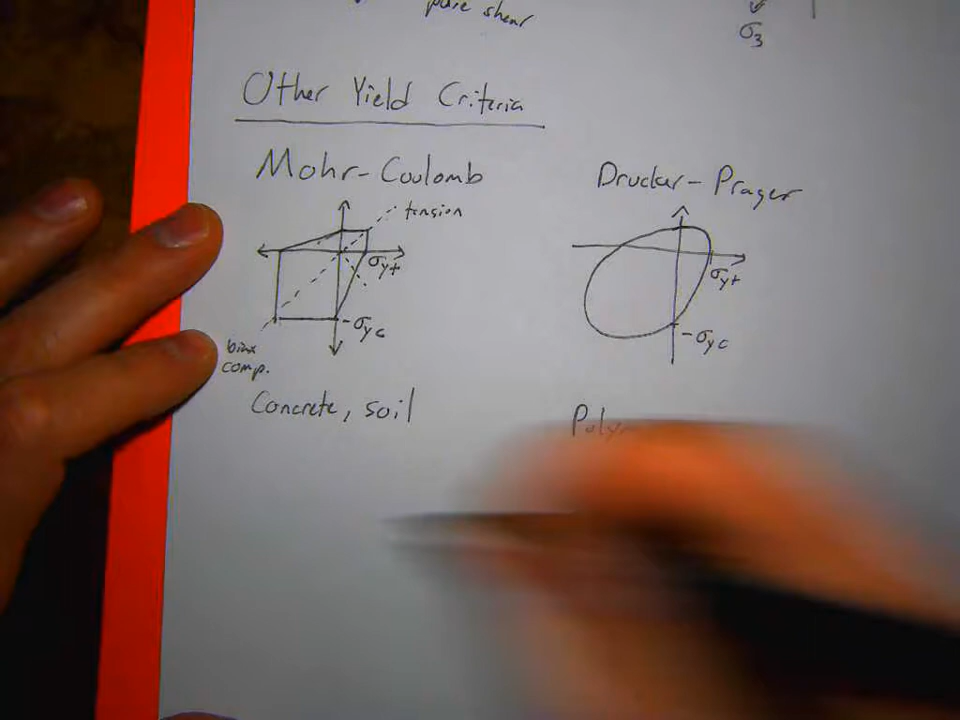 pure shear
σ3
Other Yield Criteria
Mohr-Coulomb
Drucker-Prager
tension
σyt
σyt
-σyc
-σyc
biax
comp.
Concrete, soil
Poly